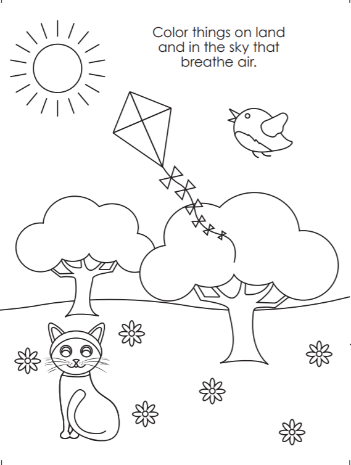 Color things on land
and in the sky that
breathe air.